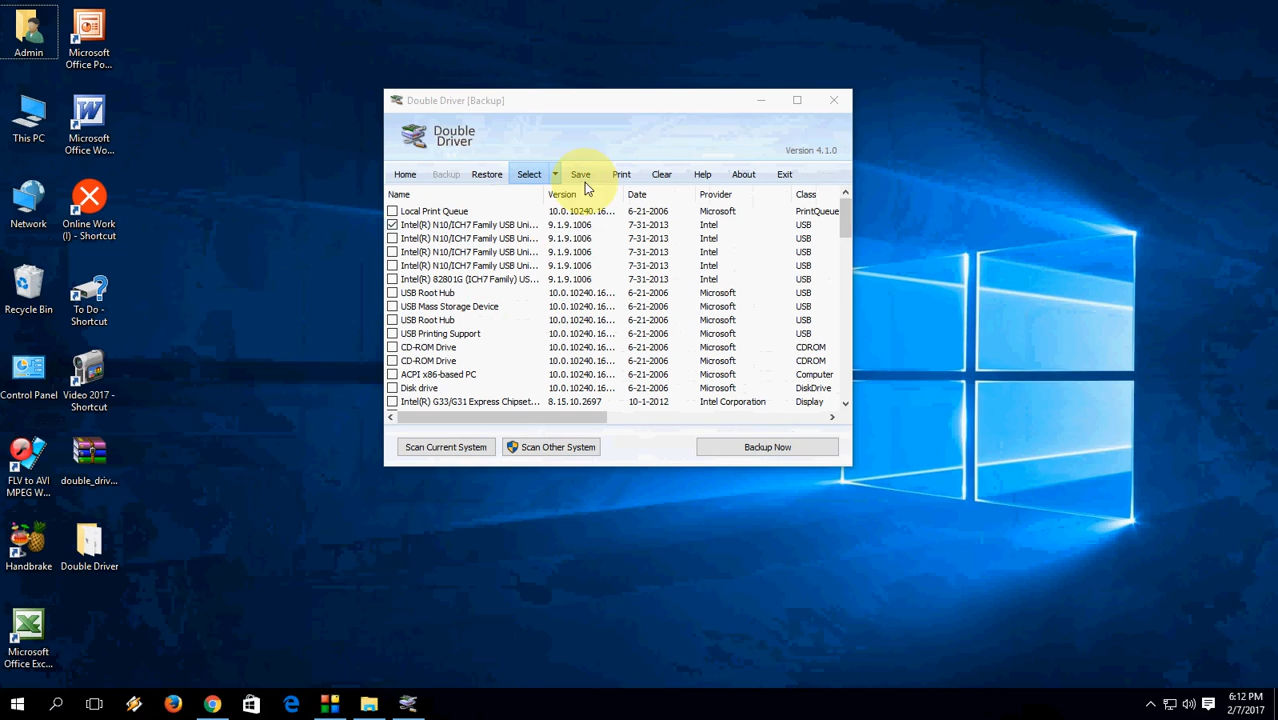 Admin
Microsoft
Office Po...
This PC
Microsoft
Office Wo...
Network
Online Work
(I) - Shortcut
Recycle Bin
To Do -
Shortcut
Control Panel
Video 2017 -
Shortcut
FLV to AVI
MPEG W...
double_driv...
Handbrake
Double Driver
Microsoft
Office Exc...
Double Driver [Backup]
Double
Driver
Version 4.1.0
Home Backup Restore Select Save Print Clear Help About Exit
Name Version Date Provider Class
Local Print Queue 10.0.10240.16... 6-21-2006 Microsoft PrintQueue
Intel(R) N10/ICH7 Family USB Uni... 9.1.9.1006 7-31-2013 Intel USB
Intel(R) N10/ICH7 Family USB Uni... 9.1.9.1006 7-31-2013 Intel USB
Intel(R) N10/ICH7 Family USB Uni... 9.1.9.1006 7-31-2013 Intel USB
Intel(R) N10/ICH7 Family USB Uni... 9.1.9.1006 7-31-2013 Intel USB
Intel(R) 82801G (ICH7 Family) US... 9.1.9.1006 7-31-2013 Intel USB
USB Root Hub 10.0.10240.16... 6-21-2006 Microsoft USB
USB Mass Storage Device 10.0.10240.16... 6-21-2006 Microsoft USB
USB Root Hub 10.0.10240.16... 6-21-2006 Microsoft USB
USB Printing Support 10.0.10240.16... 6-21-2006 Microsoft USB
CD-ROM Drive 10.0.10240.16... 6-21-2006 Microsoft CDROM
CD-ROM Drive 10.0.10240.16... 6-21-2006 Microsoft CDROM
ACPI x86-based PC 10.0.10240.16... 6-21-2006 Microsoft Computer
Disk drive 10.0.10240.16... 6-21-2006 Microsoft DiskDrive
Intel(R) G33/G31 Express Chipset... 8.15.10.2697 10-1-2012 Intel Corporation Display
Scan Current System Scan Other System Backup Now
6:12 PM
2/7/2017